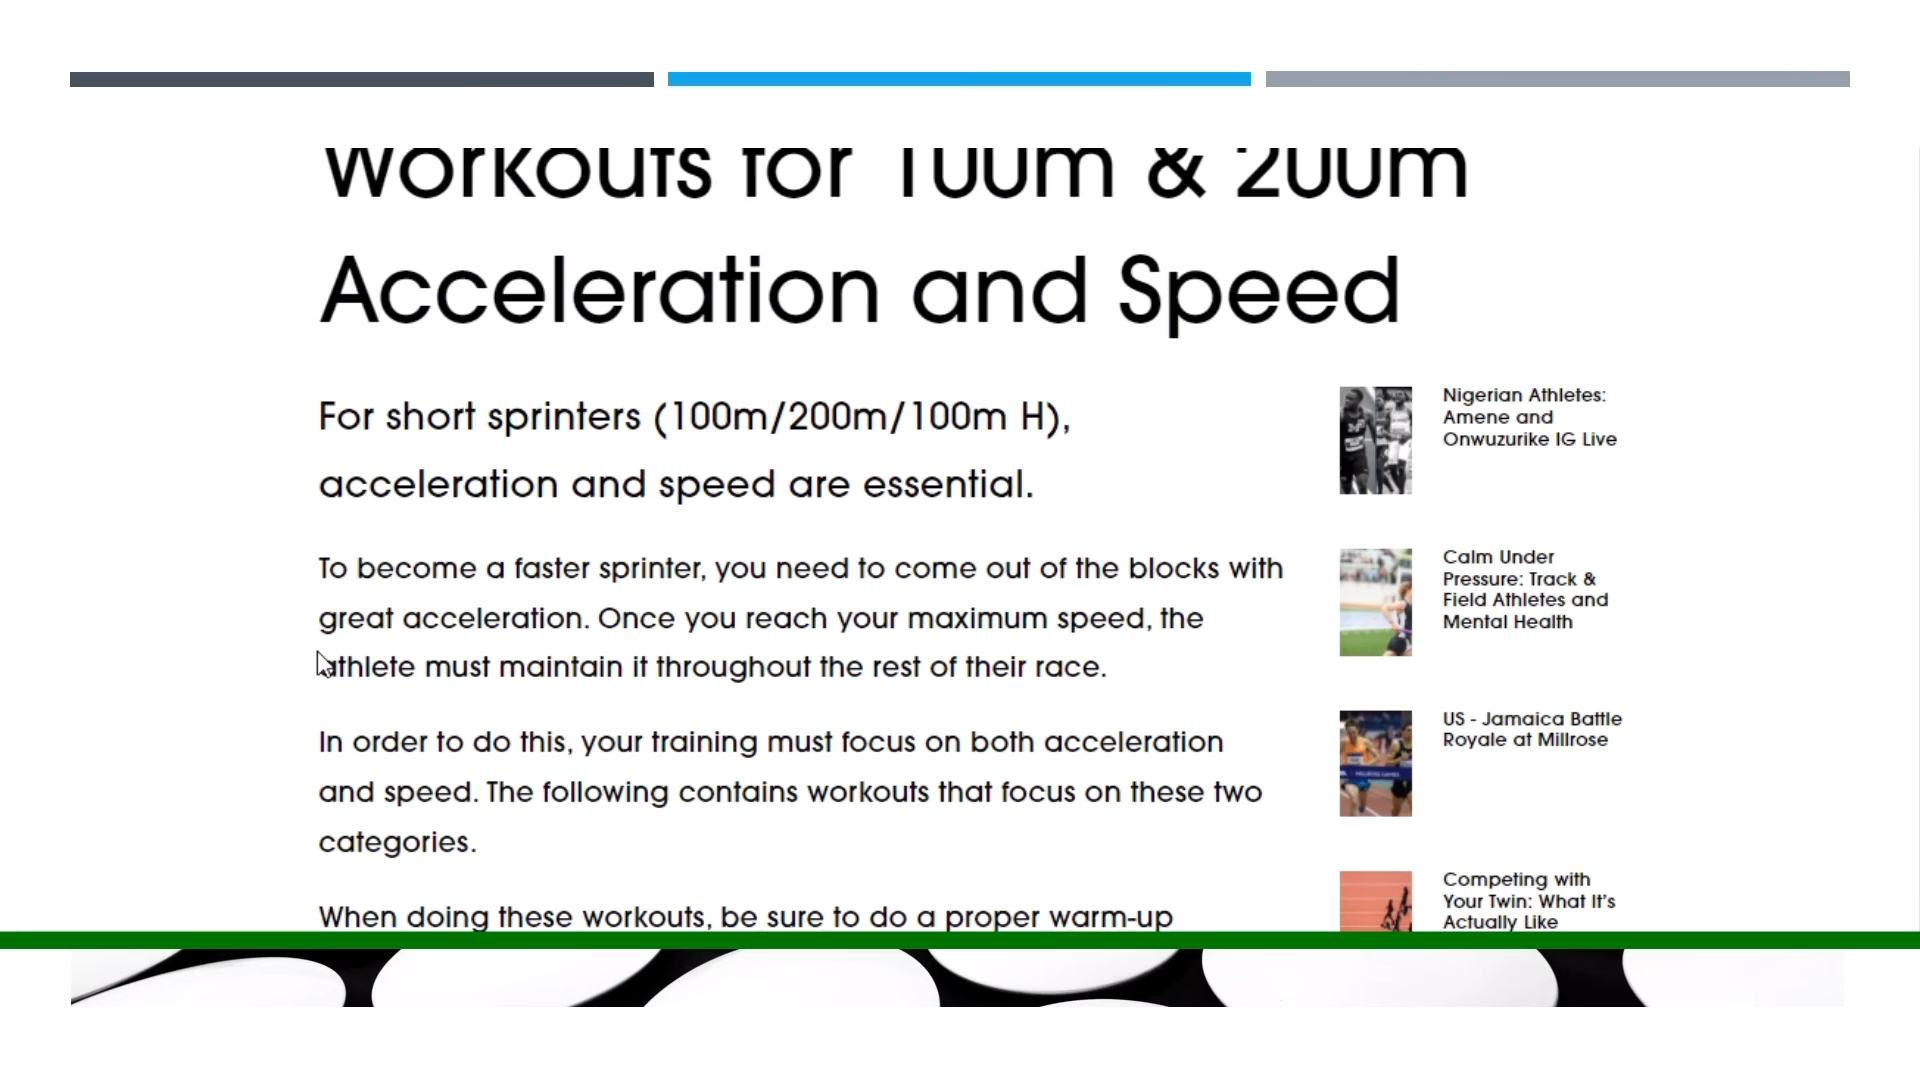 Workouts for 100m & 200m
Acceleration and Speed
For short sprinters (100m/200m/100m H),
acceleration and speed are essential.
To become a faster sprinter, you need to come out of the blocks with
great acceleration. Once you reach your maximum speed, the
athlete must maintain it throughout the rest of their race.
In order to do this, your training must focus on both acceleration
and speed. The following contains workouts that focus on these two
categories.
When doing these workouts, be sure to do a proper warm-up
Nigerian Athletes:
Amene and
Onwuzurike IG Live
Calm Under
Pressure: Track &
Field Athletes and
Mental Health
US - Jamaica Battle
Royale at Millrose
Competing with
Your Twin: What It's
Actually Like